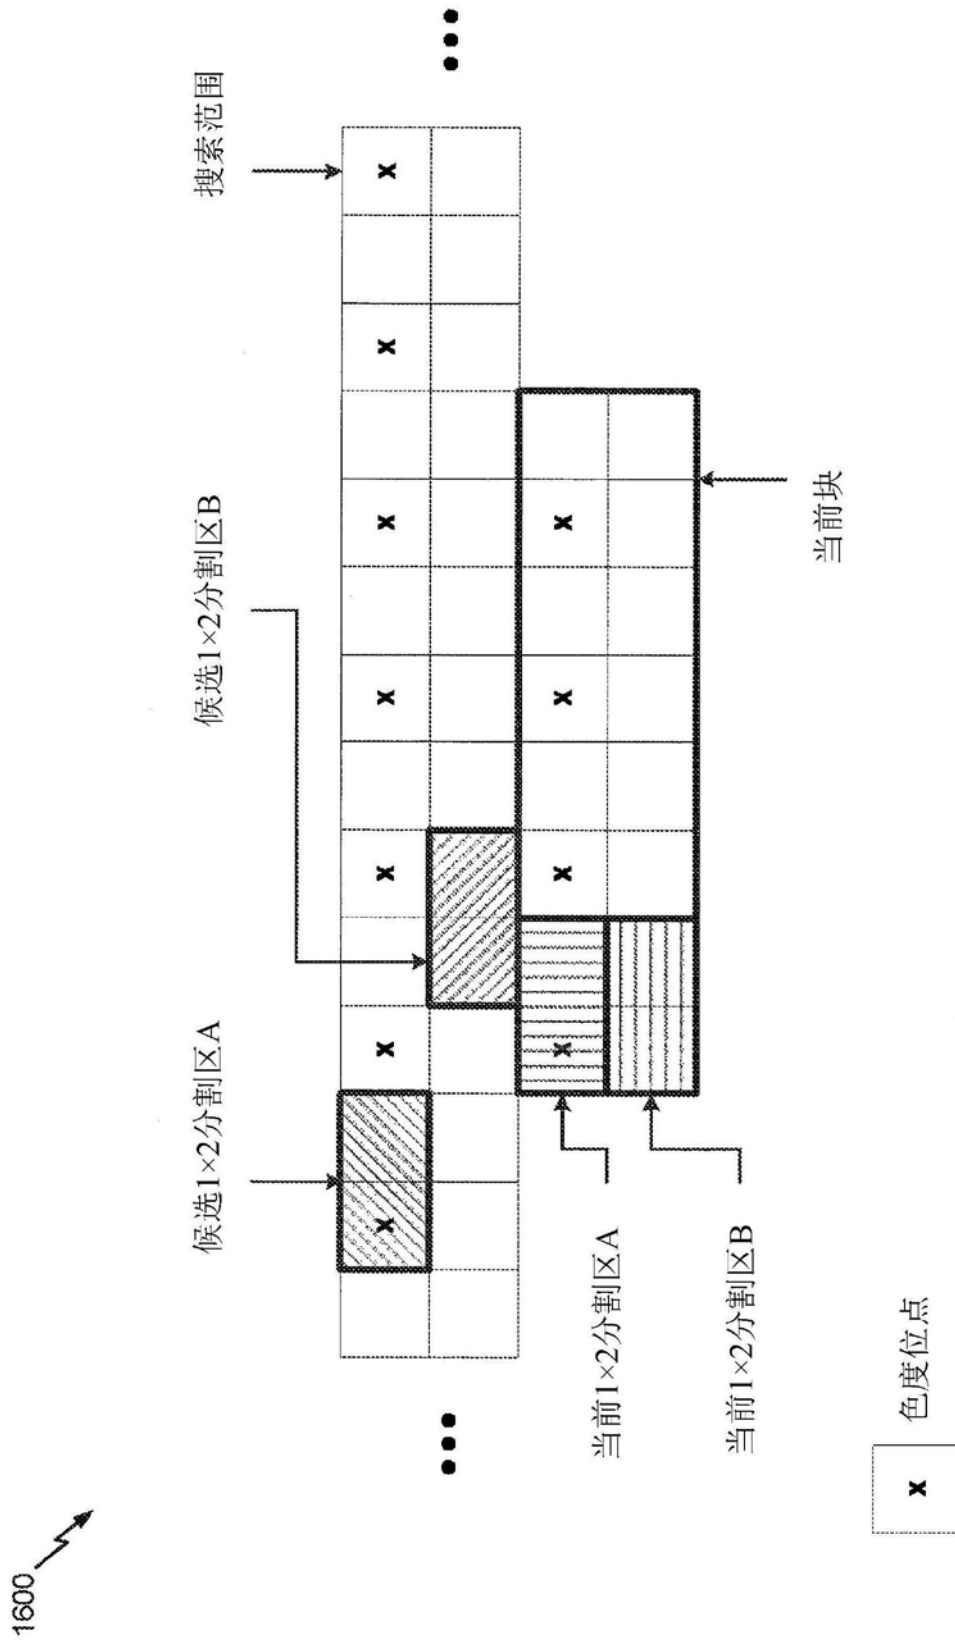 1600
搜索范围
候选1×2分割区B
候选1×2分割区A
x x x x x x x
x x x x
当前块
当前1×2分割区A
当前1×2分割区B
x 色度位点